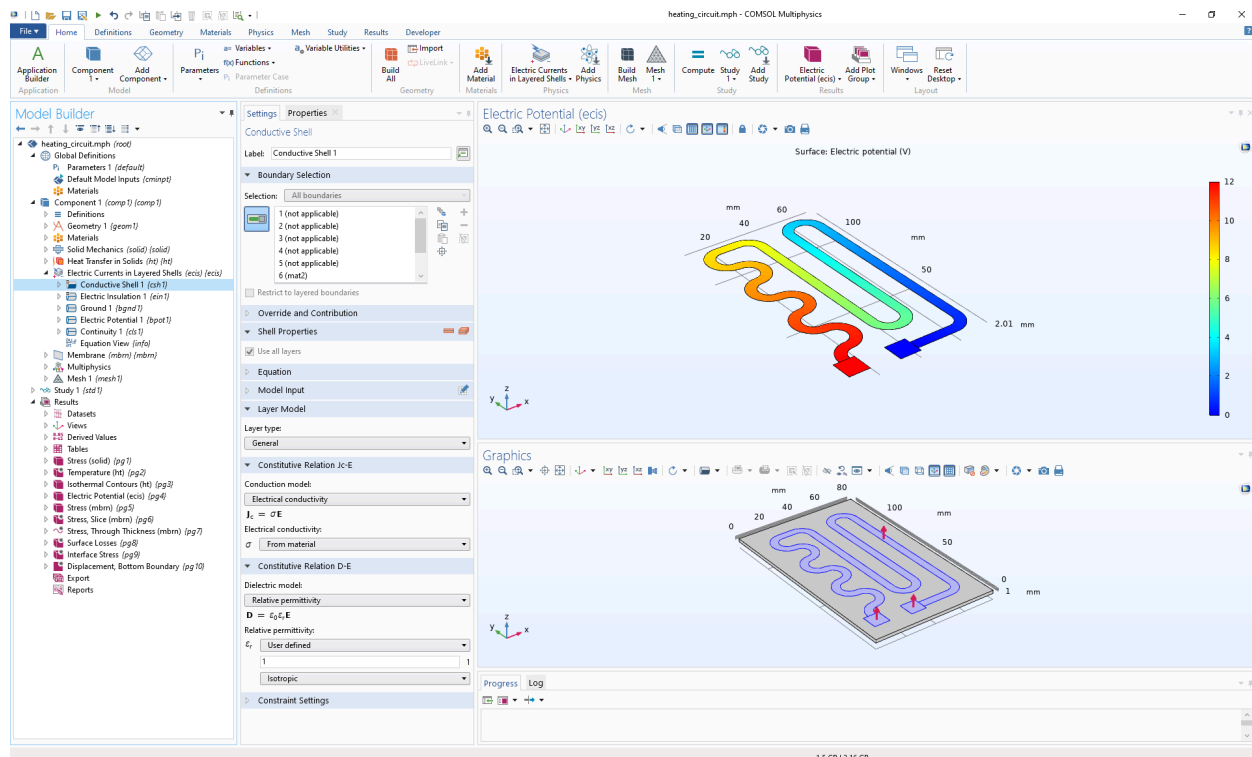 heating_circuit.mph - COMSOL Multiphysics
File Home Definitions Geometry Materials Physics Mesh Study Results Developer
A
Application Builder
Application
Component 1
Add Component
Model
Pi
Parameters
a= Variables
f(x) Functions
Pi Parameter Case
Variable Utilities
Definitions
Build All
Import
LiveLink
Geometry
Add Material
Materials
Electric Currents in Layered Shells
Add Physics
Physics
Build Mesh
Mesh 1
Mesh
Compute
Study 1
Add Study
Study
Electric Potential (ecis)
Add Plot Group
Results
Windows
Reset Desktop
Layout
Model Builder
heating_circuit.mph (root)
Global Definitions
Pi Parameters 1 {default}
Default Model Inputs {cminpt}
Materials
Component 1 (comp1) {comp1}
Definitions
Geometry 1 {geom1}
Materials
Solid Mechanics (solid) {solid}
Heat Transfer in Solids (ht) {ht}
Electric Currents in Layered Shells (ecis) {ecis}
Conductive Shell 1 {csh1}
Electric Insulation 1 {ein1}
Ground 1 {bgnd1}
Electric Potential 1 {bpot1}
Continuity 1 {cls1}
Equation View {info}
Membrane (mbrn) {mbrn}
Multiphysics
Mesh 1 {mesh1}
Study 1 {std1}
Results
Datasets
Views
Derived Values
Tables
Stress (solid) {pg1}
Temperature (ht) {pg2}
Isothermal Contours (ht) {pg3}
Electric Potential (ecis) {pg4}
Stress (mbrn) {pg5}
Stress, Slice (mbrn) {pg6}
Stress, Through Thickness (mbrn) {pg7}
Surface Losses {pg8}
Interface Stress {pg9}
Displacement, Bottom Boundary {pg10}
Export
Reports
Settings Properties
Conductive Shell
Label: Conductive Shell 1
Boundary Selection
Selection: All boundaries
1 (not applicable)
2 (not applicable)
3 (not applicable)
4 (not applicable)
5 (not applicable)
6 (mat2)
Restrict to layered boundaries
Override and Contribution
Shell Properties
Use all layers
Equation
Model Input
Layer Model
Layer type:
General
Constitutive Relation Jc-E
Conduction model:
Electrical conductivity
Jc = σE
Electrical conductivity:
σ From material
Constitutive Relation D-E
Dielectric model:
Relative permittivity
D = ε0εrE
Relative permittivity:
εr User defined
1 1
Isotropic
Constraint Settings
Electric Potential (ecis)
xy yz xz
Surface: Electric potential (V)
mm 60
40
20
100
mm
50
2.01 mm
12
10
8
6
4
2
0
z
y x
Graphics
xy yz xz
mm 80
60
40
20
0
100
mm
50
0
1 mm
z
y x
Progress Log